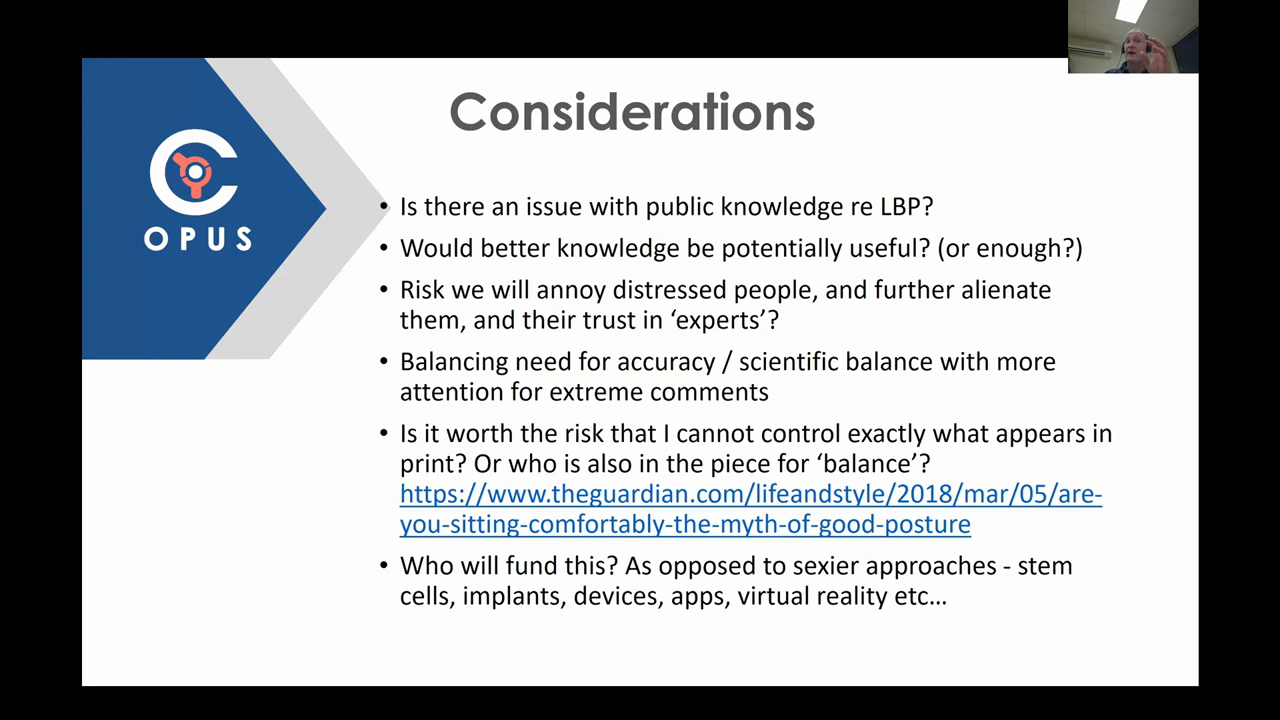 Considerations
OPUS
• Is there an issue with public knowledge re LBP?
• Would better knowledge be potentially useful? (or enough?)
• Risk we will annoy distressed people, and further alienate
them, and their trust in ‘experts’?
• Balancing need for accuracy / scientific balance with more
attention for extreme comments
• Is it worth the risk that I cannot control exactly what appears in
print? Or who is also in the piece for ‘balance’?
https://www.theguardian.com/lifeandstyle/2018/mar/05/are-
you-sitting-comfortably-the-myth-of-good-posture
• Who will fund this? As opposed to sexier approaches - stem
cells, implants, devices, apps, virtual reality etc…